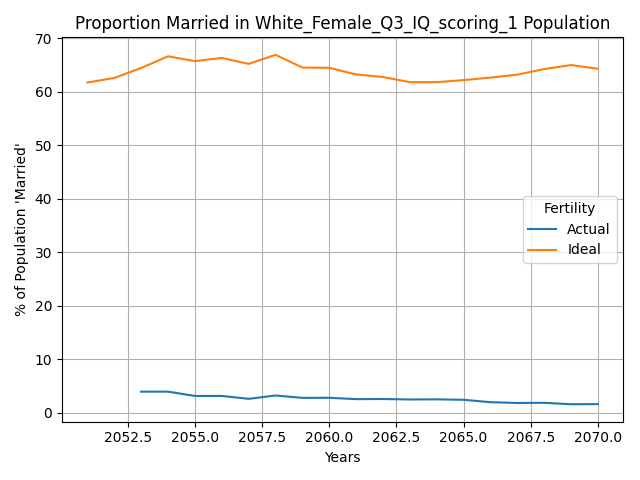 Proportion Married in White_Female_Q3_IQ_scoring_1 Population
70
60
50
40
30
20
10
0
% of Population 'Married'
Fertility
Actual
Ideal
2052.5 2055.0 2057.5 2060.0 2062.5 2065.0 2067.5 2070.0
Years